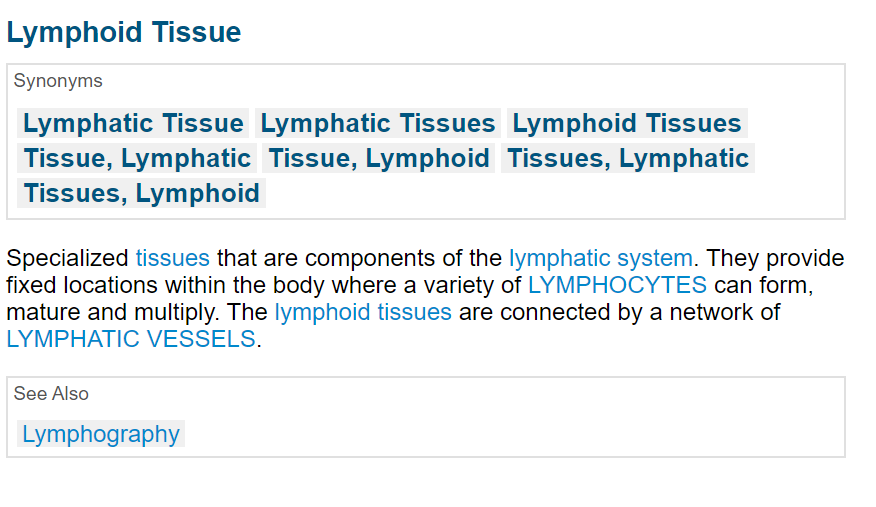 Lymphoid Tissue
Synonyms
Lymphatic Tissue Lymphatic Tissues Lymphoid Tissues
Tissue, Lymphatic Tissue, Lymphoid Tissues, Lymphatic
Tissues, Lymphoid
Specialized tissues that are components of the lymphatic system. They provide
fixed locations within the body where a variety of LYMPHOCYTES can form,
mature and multiply. The lymphoid tissues are connected by a network of
LYMPHATIC VESSELS.
See Also
Lymphography